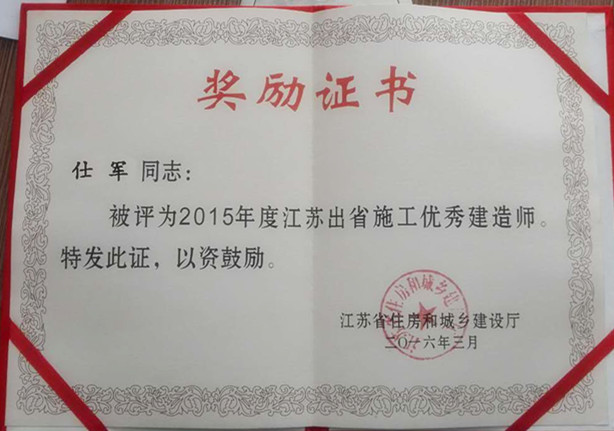 奖励证书
仕军 同志：
被评为2015年度江苏出省施工优秀建造师。
特发此证，以资鼓励。
江苏省住房和城乡建设厅
二〇一六年三月